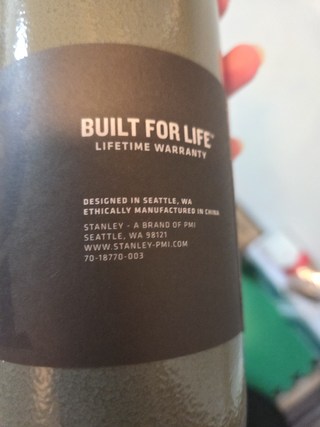 BUILT FOR LIFE™
LIFETIME WARRANTY
DESIGNED IN SEATTLE, WA
ETHICALLY MANUFACTURED IN CHINA
STANLEY - A BRAND OF PMI
SEATTLE, WA 98121
WWW.STANLEY-PMI.COM
70-18770-003